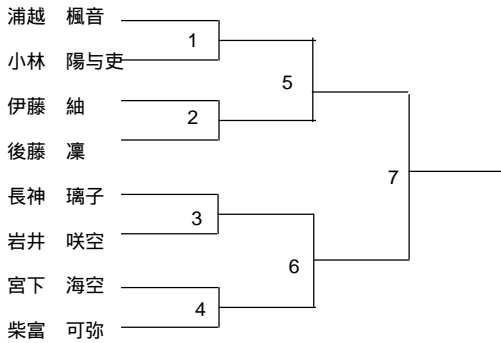 浦越　楓音
小林　陽与吏
伊藤　紬
後藤　凜
長神　璃子
岩井　咲空
宮下　海空
柴富　可弥
1
2
3
4
5
6
7